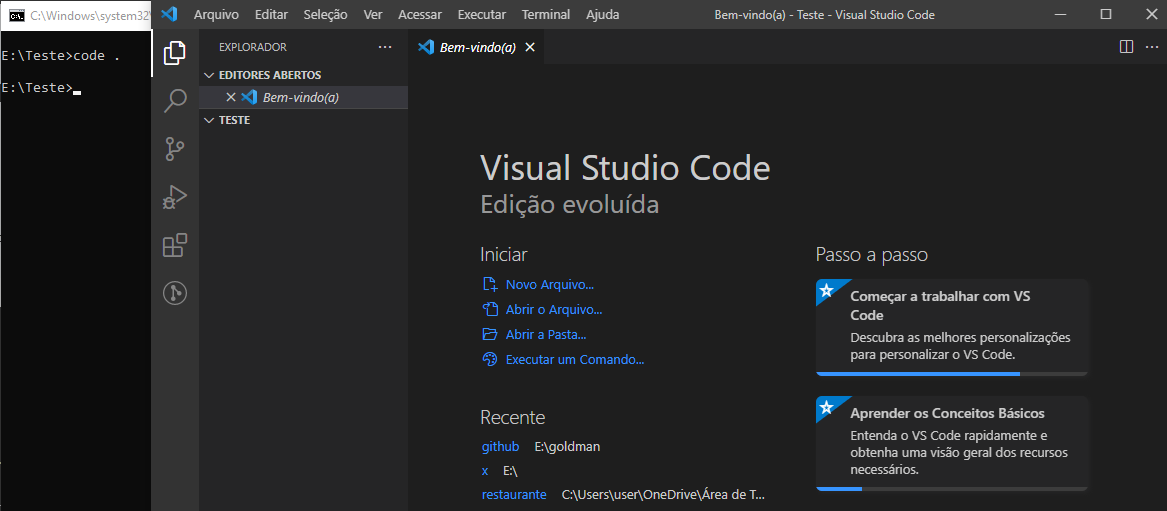 C:\Windows\system32\
E:\Teste>code .
E:\Teste>
Arquivo Editar Seleção Ver Acessar Executar Terminal Ajuda
Bem-vindo(a) - Teste - Visual Studio Code
EXPLORADOR
EDITORES ABERTOS
Bem-vindo(a)
TESTE
Bem-vindo(a)
Visual Studio Code
Edição evoluída
Iniciar
Novo Arquivo...
Abrir o Arquivo...
Abrir a Pasta...
Executar um Comando...
Recente
github E:\goldman
x E:\
restaurante C:\Users\user\OneDrive\Área de T...
Passo a passo
Começar a trabalhar com VS
Code
Descubra as melhores personalizações
para personalizar o VS Code.
Aprender os Conceitos Básicos
Entenda o VS Code rapidamente e
obtenha uma visão geral dos recursos
necessários.